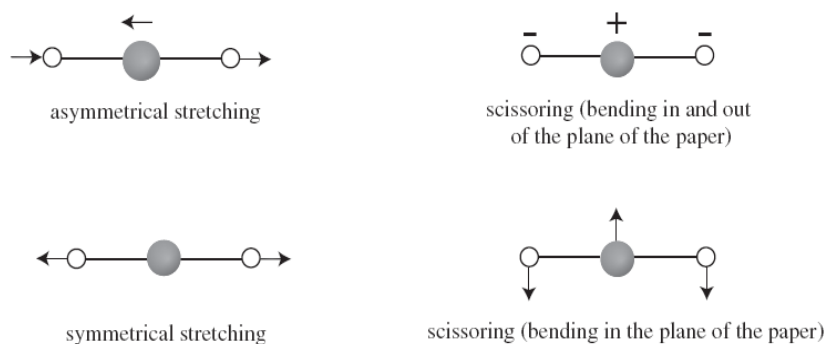 - + -
asymmetrical stretching
scissoring (bending in and out
of the plane of the paper)
symmetrical stretching
scissoring (bending in the plane of the paper)